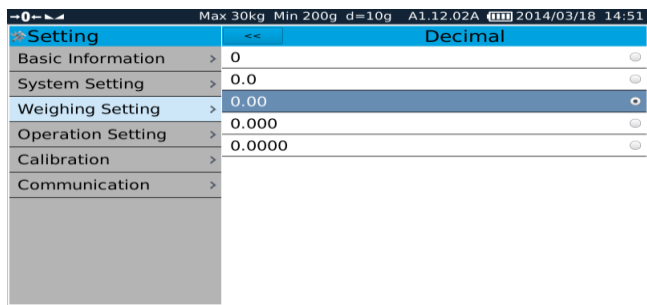 →0← Max 30kg Min 200g d=10g A1.12.02A 2014/03/18 14:51
Setting
<< Decimal
Basic Information >
System Setting >
Weighing Setting >
Operation Setting >
Calibration >
Communication >
0
0.0
0.00
0.000
0.0000